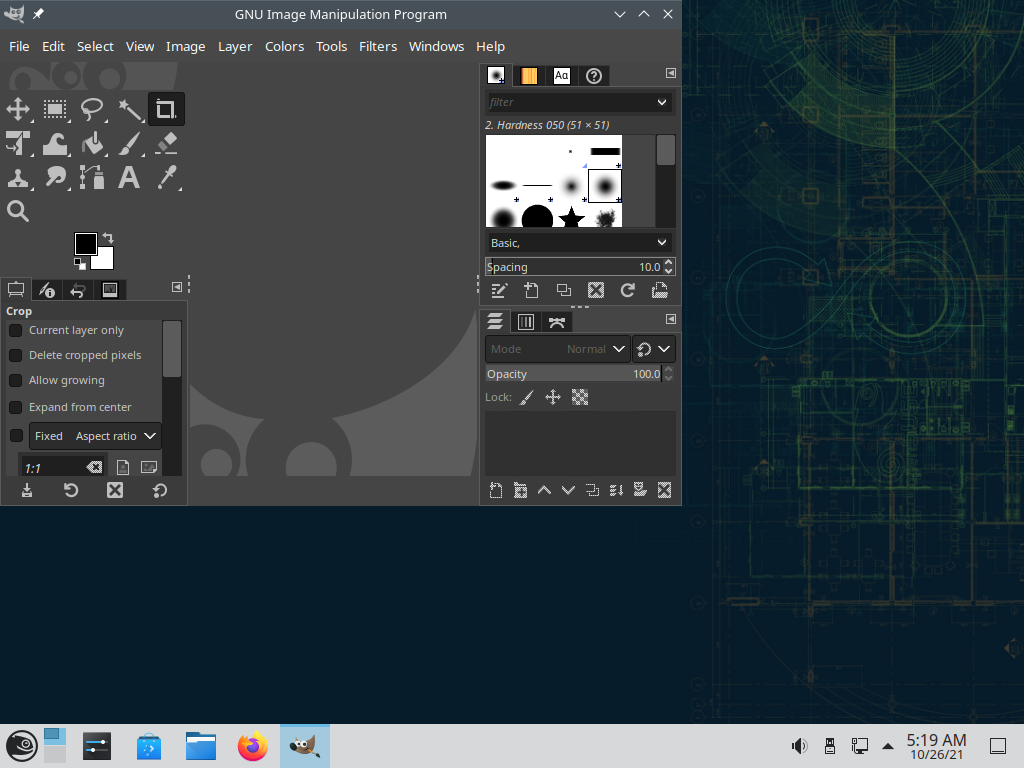 GNU Image Manipulation Program
File Edit Select View Image Layer Colors Tools Filters Windows Help
filter
2. Hardness 050 (51 × 51)
Basic,
Spacing 10.0
Crop
Current layer only
Delete cropped pixels
Allow growing
Expand from center
Fixed Aspect ratio
1:1
Mode Normal
Opacity 100.0
Lock:
5:19 AM
10/26/21